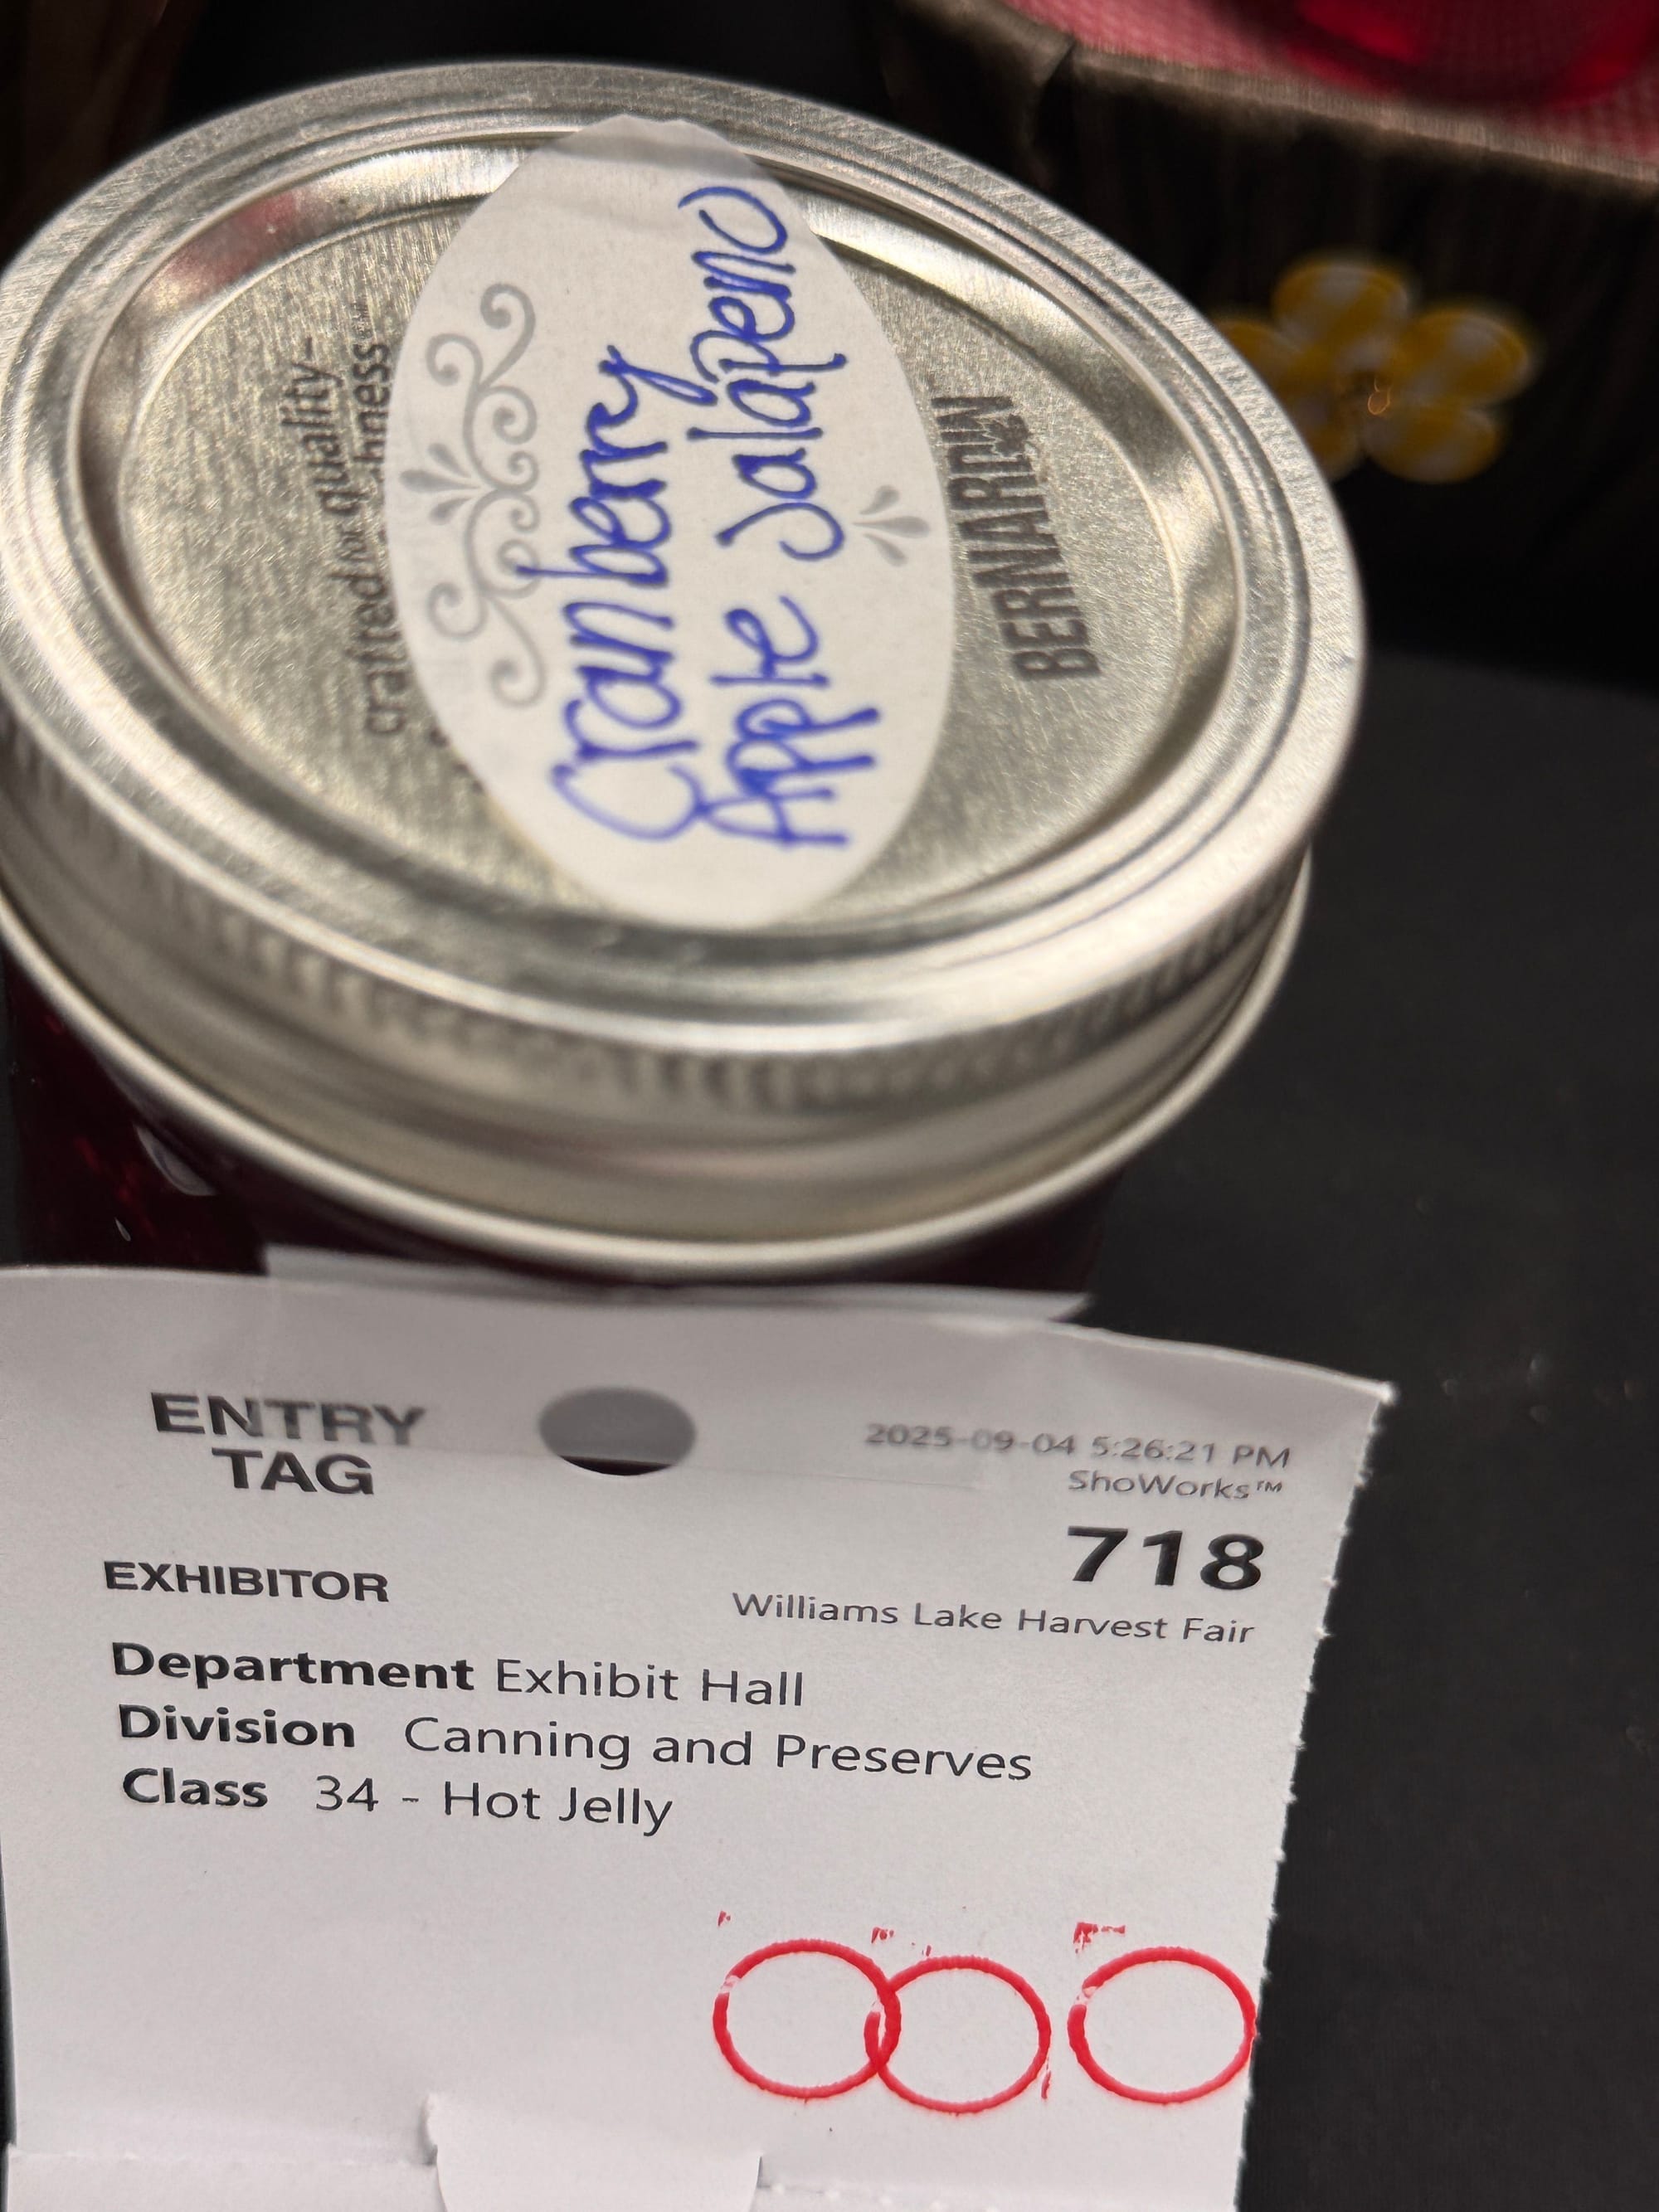 Cranberry
Apple Jalapeno
BERNARDIN
crafted for quality–
ENTRY
TAG
2025-09-04 5:26:21 PM
ShoWorks™
718
EXHIBITOR
Williams Lake Harvest Fair
Department Exhibit Hall
Division Canning and Preserves
Class 34 - Hot Jelly